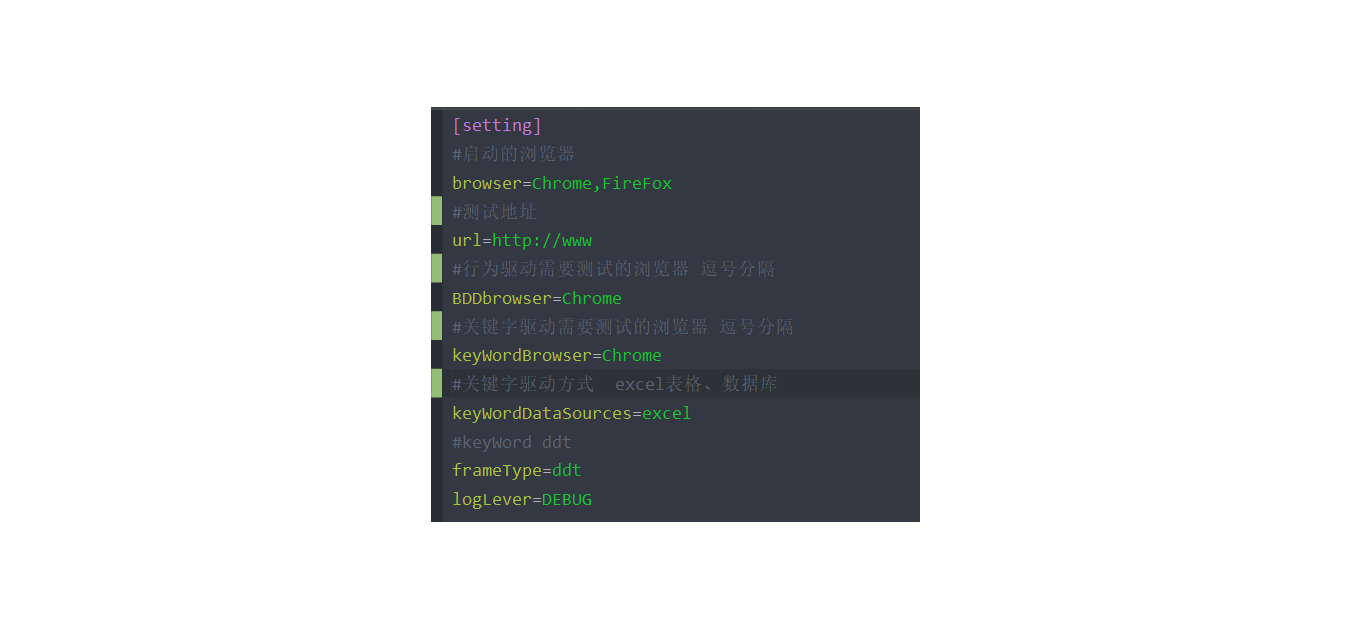 [setting]
#启动的浏览器
browser=Chrome,FireFox
#测试地址
url=http://www
#行为驱动需要测试的浏览器 逗号分隔
BDDbrowser=Chrome
#关键字驱动需要测试的浏览器 逗号分隔
keyWordBrowser=Chrome
#关键字驱动方式  excel表格、数据库
keyWordDataSources=excel
#keyWord ddt
frameType=ddt
logLever=DEBUG